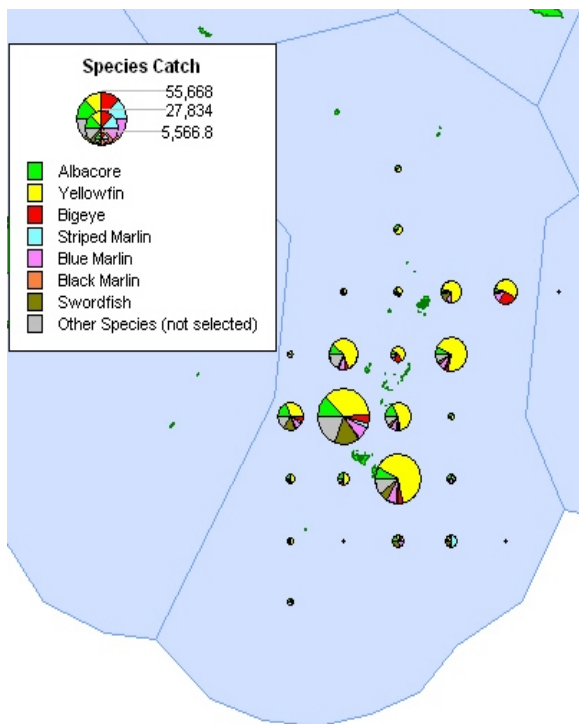 Species Catch
55,668
27,834
5,566.8
Albacore
Yellowfin
Bigeye
Striped Marlin
Blue Marlin
Black Marlin
Swordfish
Other Species (not selected)